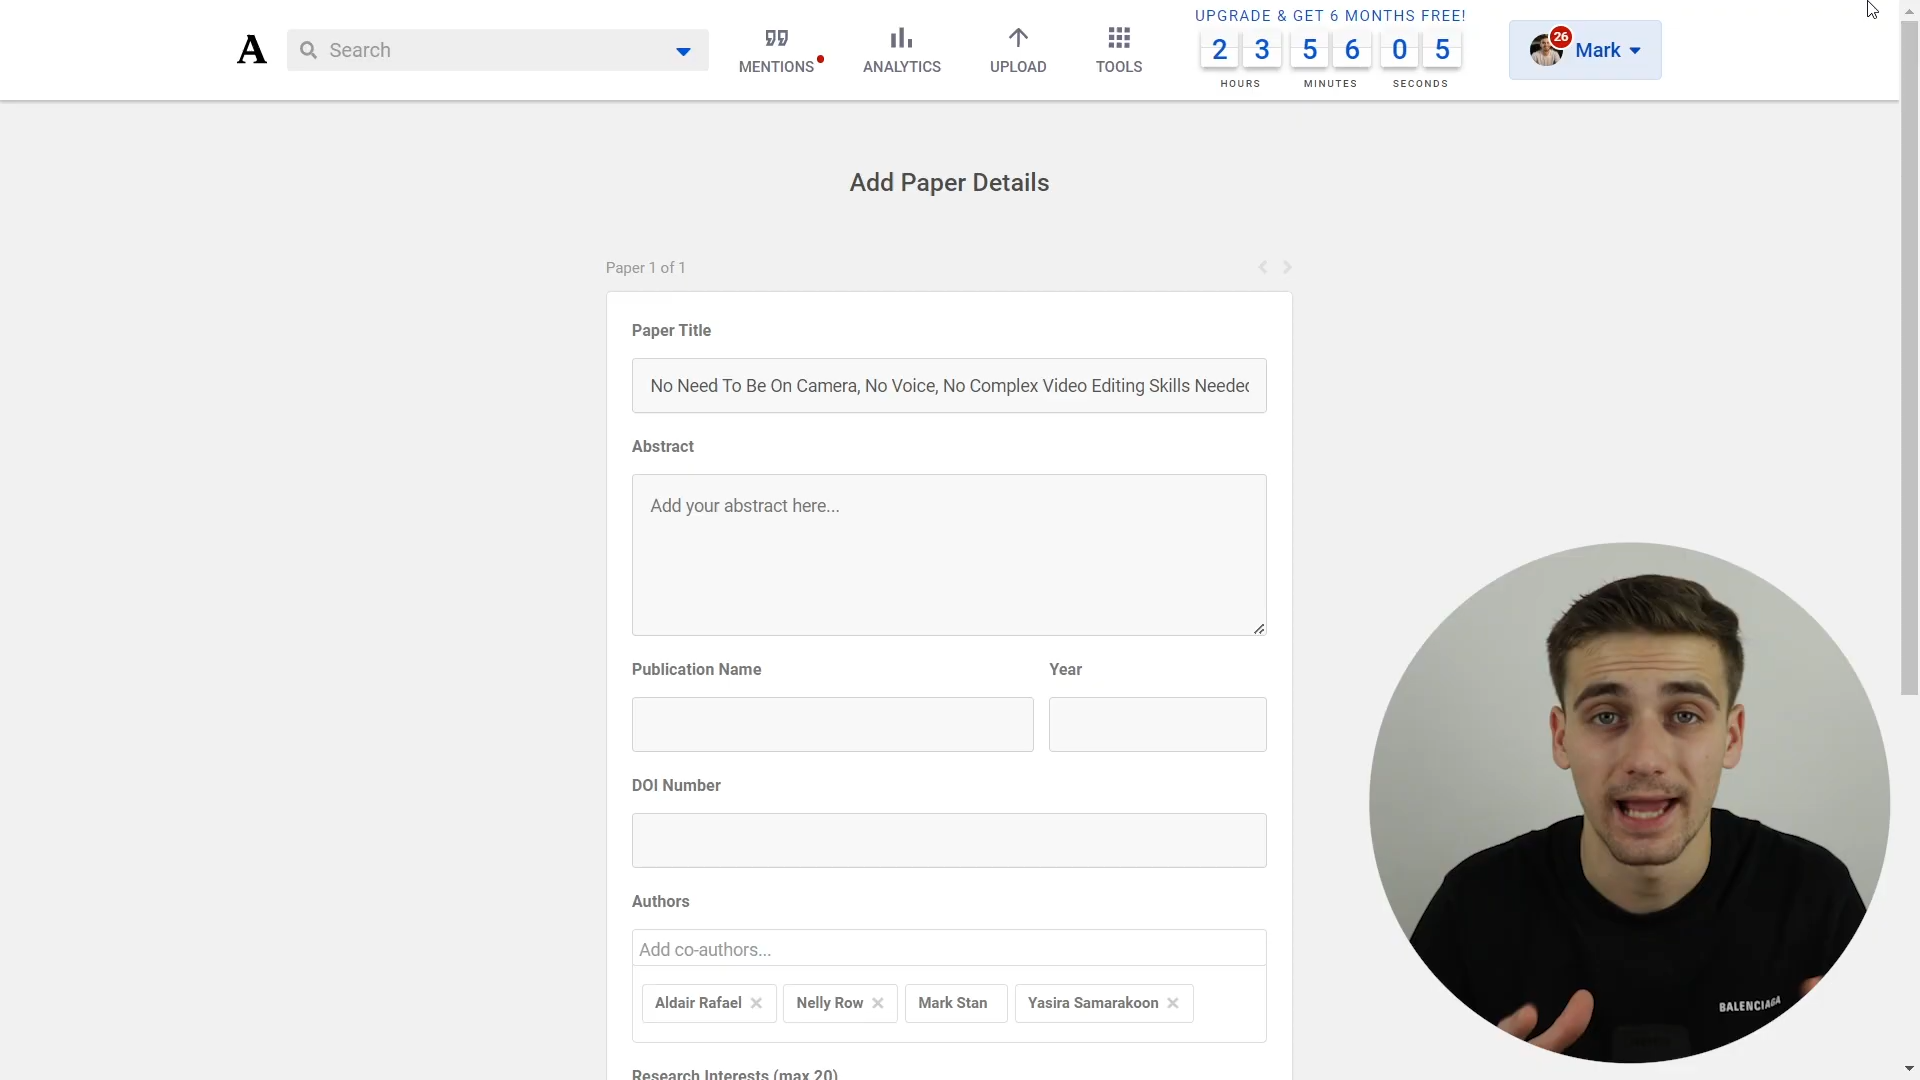 UPGRADE & GET 6 MONTHS FREE!
A
Search
MENTIONS
ANALYTICS
UPLOAD
TOOLS
2 3 5 6 0 5
HOURS MINUTES SECONDS
26
Mark
Add Paper Details
Paper 1 of 1
Paper Title
No Need To Be On Camera, No Voice, No Complex Video Editing Skills Needed
Abstract
Add your abstract here...
Publication Name
Year
DOI Number
Authors
Add co-authors...
Aldair Rafael
Nelly Row
Mark Stan
Yasira Samarakoon
Research Interests (max 20)
BALENCIAGA